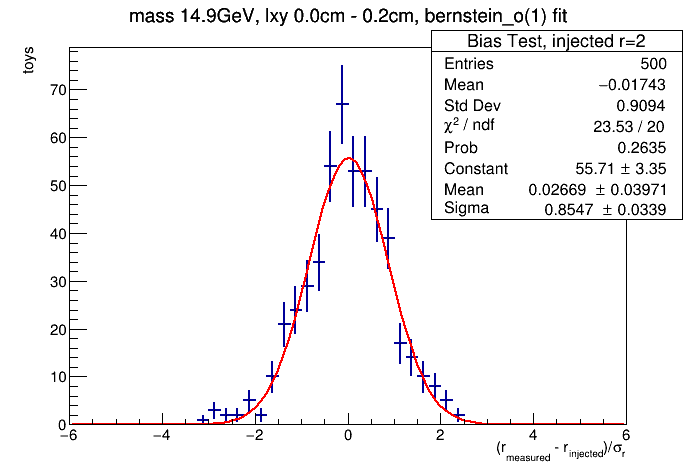 mass 14.9GeV, lxy 0.0cm - 0.2cm, bernstein_o(1) fit
Bias Test, injected r=2
Entries 500
Mean −0.01743
Std Dev 0.9094
χ² / ndf 23.53 / 20
Prob 0.2635
Constant 55.71 ± 3.35
Mean 0.02669 ± 0.03971
Sigma 0.8547 ± 0.0339
toys
70
60
50
40
30
20
10
0
−6 −4 −2 0 2 4 6
(r_measured - r_injected)/σ_r